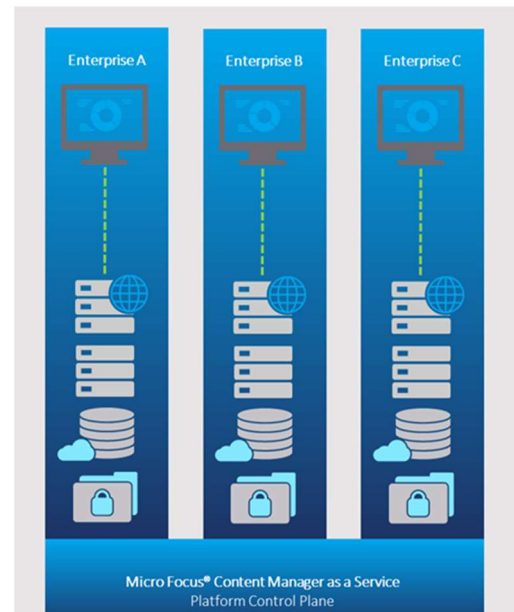 Enterprise A
Enterprise B
Enterprise C
Micro Focus® Content Manager as a Service
Platform Control Plane